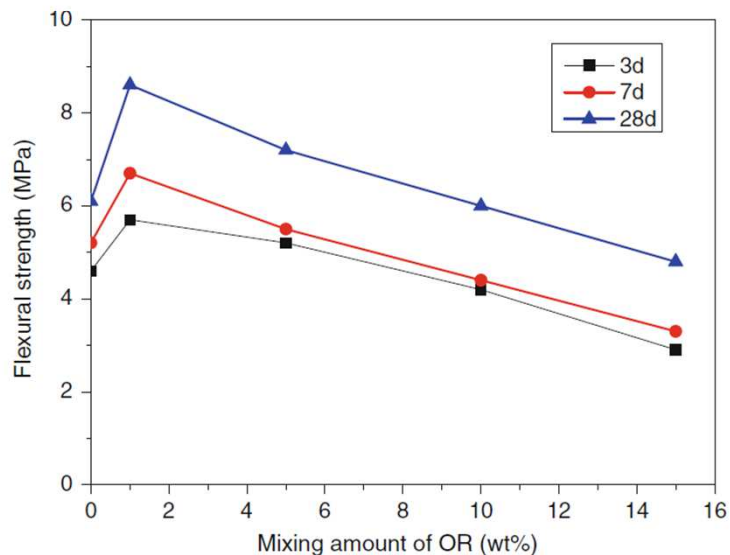 10
8
6
4
2
0
Flexural strength (MPa)
3d
7d
28d
0 2 4 6 8 10 12 14 16
Mixing amount of OR (wt%)